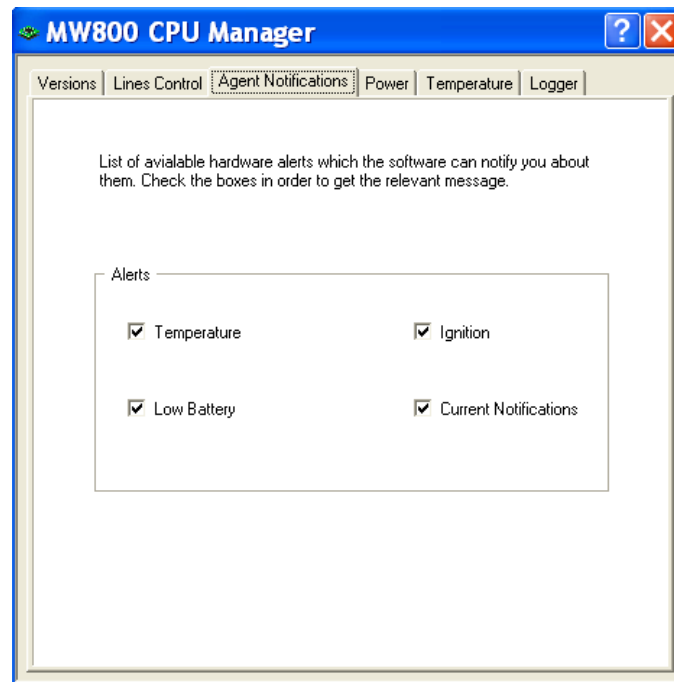 MW800 CPU Manager
Versions Lines Control Agent Notifications Power Temperature Logger
List of avialable hardware alerts which the software can notify you about
them. Check the boxes in order to get the relevant message.
Alerts
Temperature Ignition
Low Battery Current Notifications